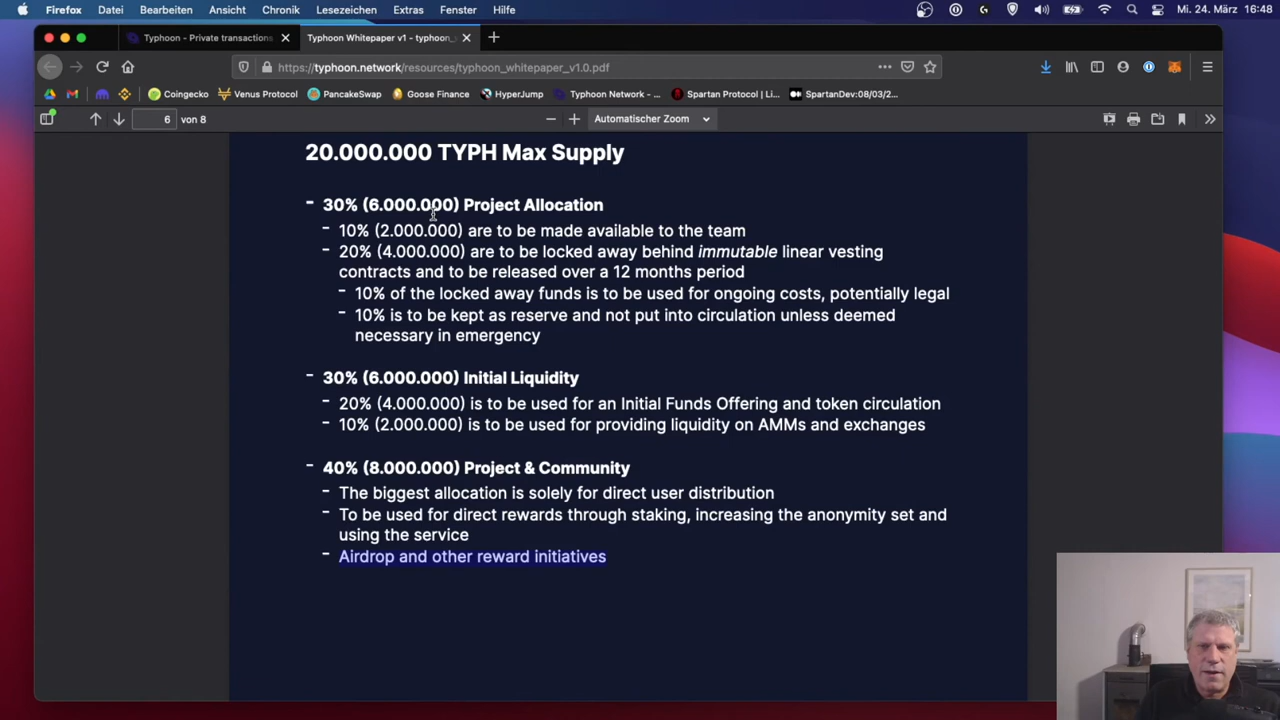 Firefox Datei Bearbeiten Ansicht Chronik Lesezeichen Extras Fenster Hilfe Mi. 24. März 16:48
Typhoon - Private transactions
Typhoon Whitepaper v1 - typhoon_
https://typhoon.network/resources/typhoon_whitepaper_v1.0.pdf
Coingecko Venus Protocol PancakeSwap Goose Finance HyperJump Typhoon Network - ... Spartan Protocol | Li... SpartanDev:08/03/2...
6 von 8 Automatischer Zoom
20.000.000 TYPH Max Supply
- 30% (6.000.000) Project Allocation
- 10% (2.000.000) are to be made available to the team
- 20% (4.000.000) are to be locked away behind immutable linear vesting
contracts and to be released over a 12 months period
- 10% of the locked away funds is to be used for ongoing costs, potentially legal
- 10% is to be kept as reserve and not put into circulation unless deemed
necessary in emergency
- 30% (6.000.000) Initial Liquidity
- 20% (4.000.000) is to be used for an Initial Funds Offering and token circulation
- 10% (2.000.000) is to be used for providing liquidity on AMMs and exchanges
- 40% (8.000.000) Project & Community
- The biggest allocation is solely for direct user distribution
- To be used for direct rewards through staking, increasing the anonymity set and
using the service
- Airdrop and other reward initiatives